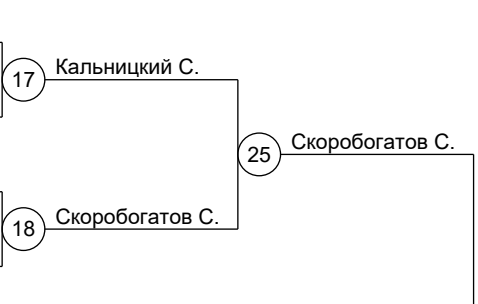 17
Кальницкий С.
25
Скоробогатов С.
18
Скоробогатов С.